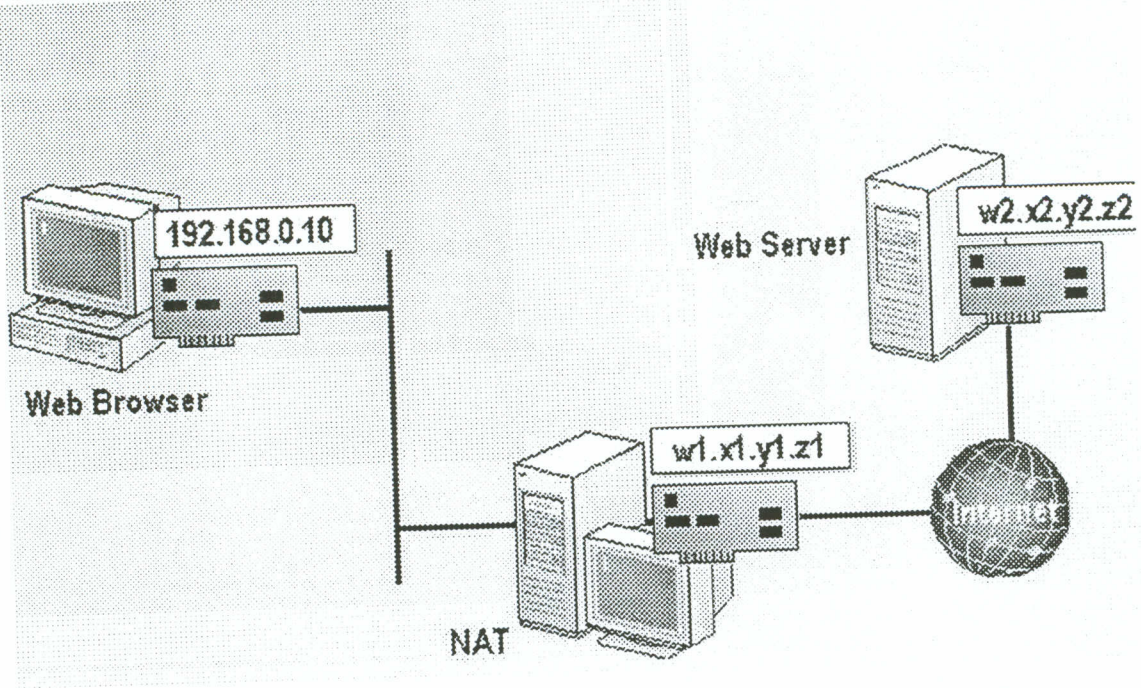 192.168.0.10
Web Browser
Web Server
w2.x2.y2.z2
w1.x1.y1.z1
NAT
Internet